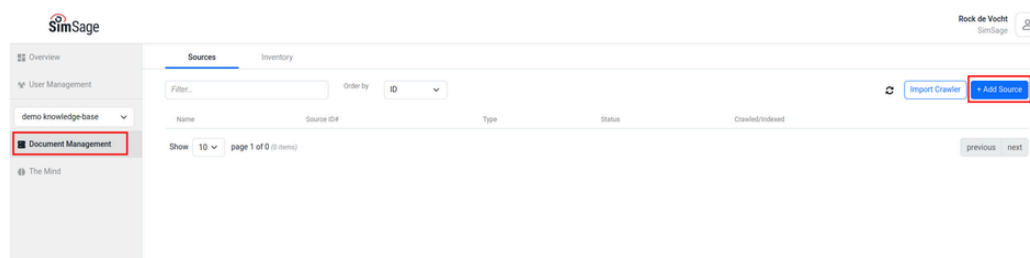 SimSage
Rock de Vocht
SimSage
Overview
User Management
demo knowledge-base
Document Management
The Mind
Sources Inventory
Filter... Order by ID Import Crawler + Add Source
Name Source ID# Type Status Crawled/Indexed
Show 10 page 1 of 0 (0 items) previous next